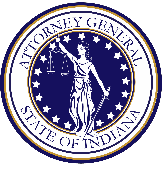 ATTORNEY GENERAL
STATE OF INDIANA